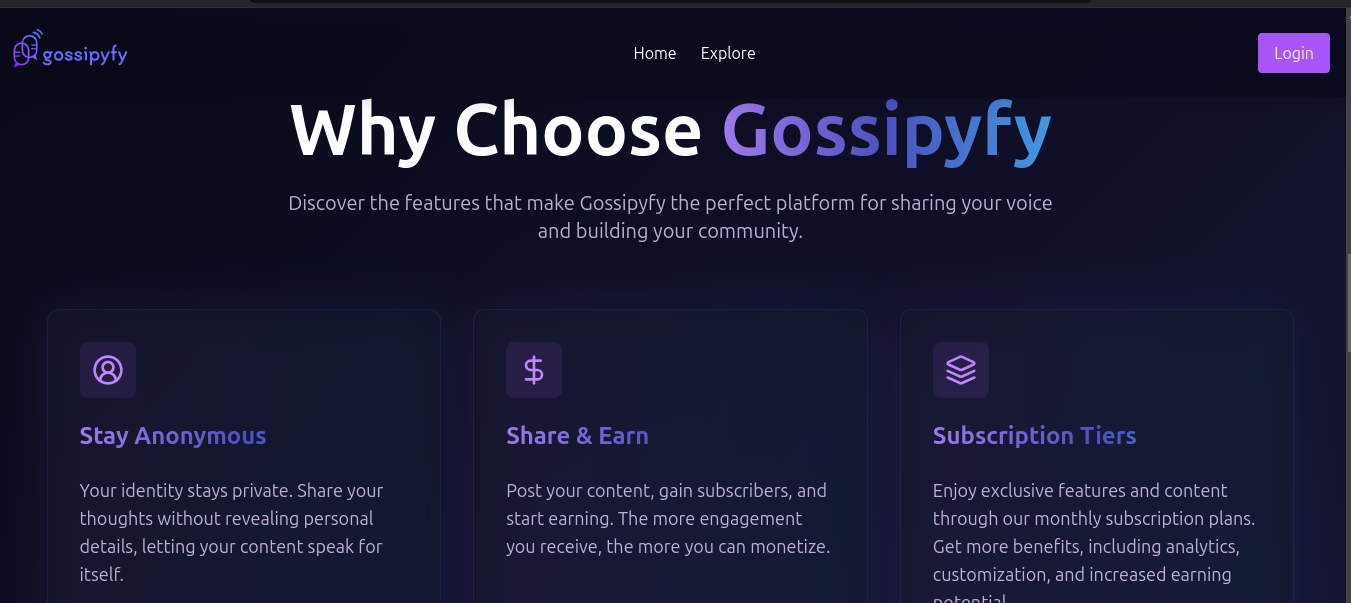 gossipyfy
Home Explore
Login
Why Choose Gossipyfy
Discover the features that make Gossipyfy the perfect platform for sharing your voice
and building your community.
Stay Anonymous
Your identity stays private. Share your
thoughts without revealing personal
details, letting your content speak for
itself.
Share & Earn
Post your content, gain subscribers, and
start earning. The more engagement
you receive, the more you can monetize.
Subscription Tiers
Enjoy exclusive features and content
through our monthly subscription plans.
Get more benefits, including analytics,
customization, and increased earning
potential.